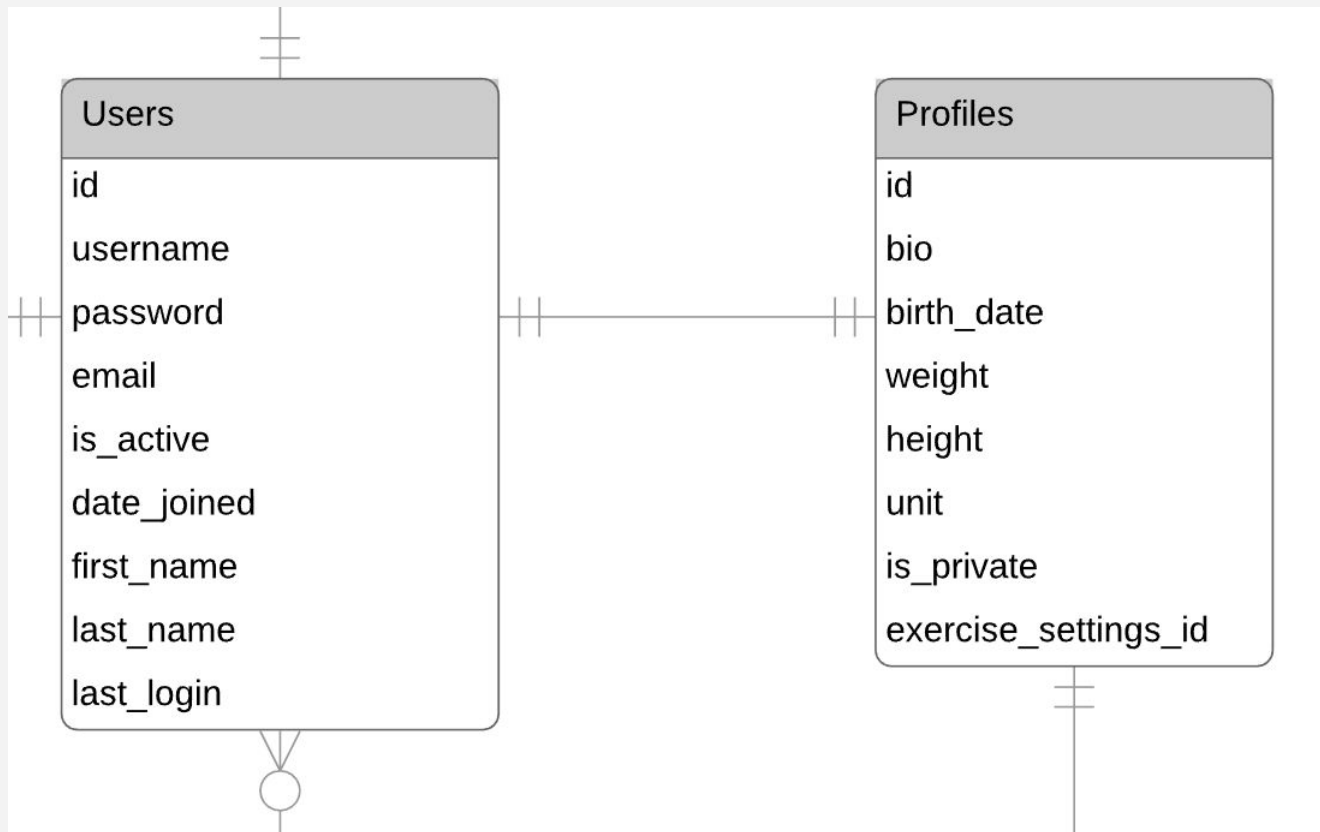 Users
id
username
password
email
is_active
date_joined
first_name
last_name
last_login
Profiles
id
bio
birth_date
weight
height
unit
is_private
exercise_settings_id